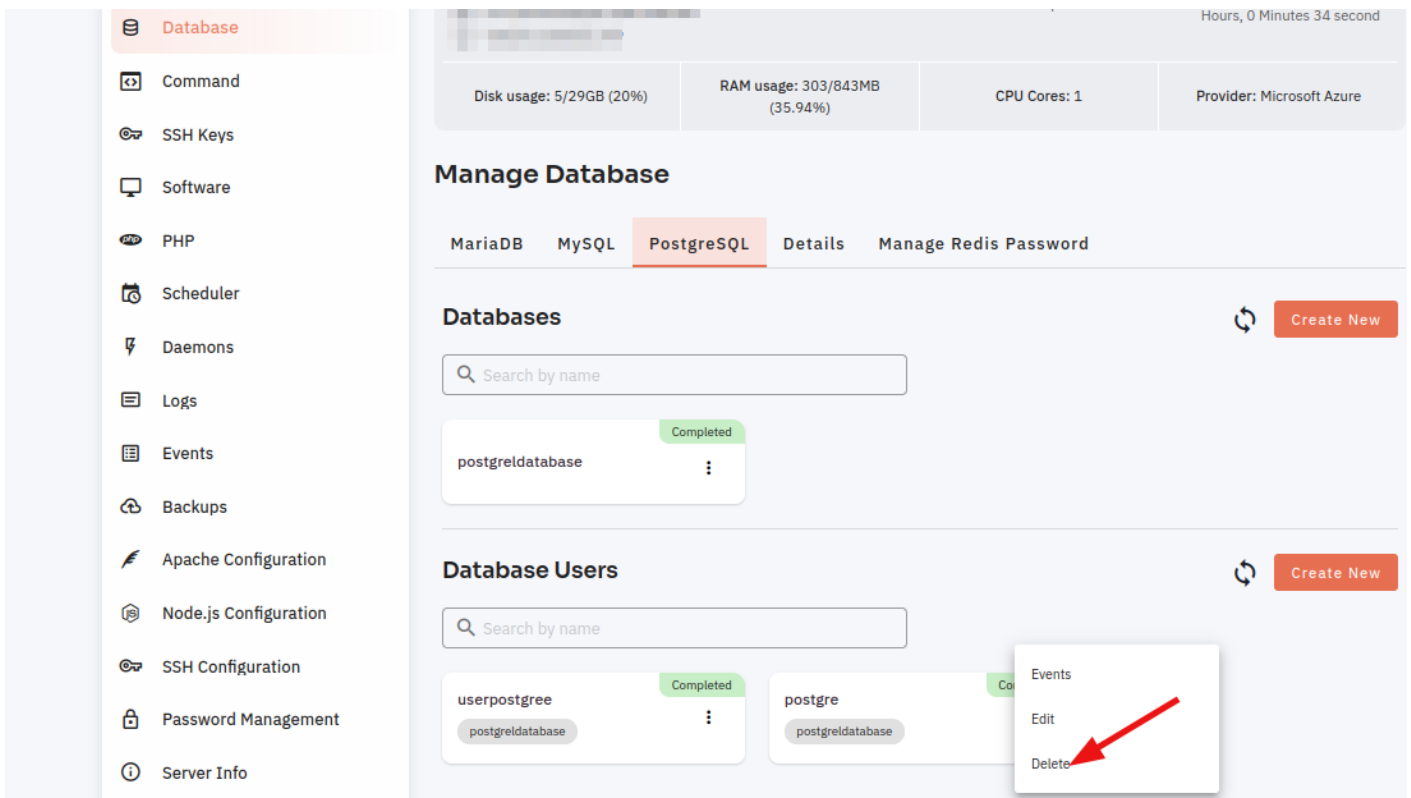 Database
Command
SSH Keys
Software
PHP
Scheduler
Daemons
Logs
Events
Backups
Apache Configuration
Node.js Configuration
SSH Configuration
Password Management
Server Info
Hours, 0 Minutes 34 second
Disk usage: 5/29GB (20%)
RAM usage: 303/843MB
(35.94%)
CPU Cores: 1
Provider: Microsoft Azure
Manage Database
MariaDB
MySQL
PostgreSQL
Details
Manage Redis Password
Databases
Create New
Search by name
Completed
postgreldatabase
Database Users
Create New
Search by name
Completed
userpostgree
postgreldatabase
postgre
postgreldatabase
Events
Edit
Delete